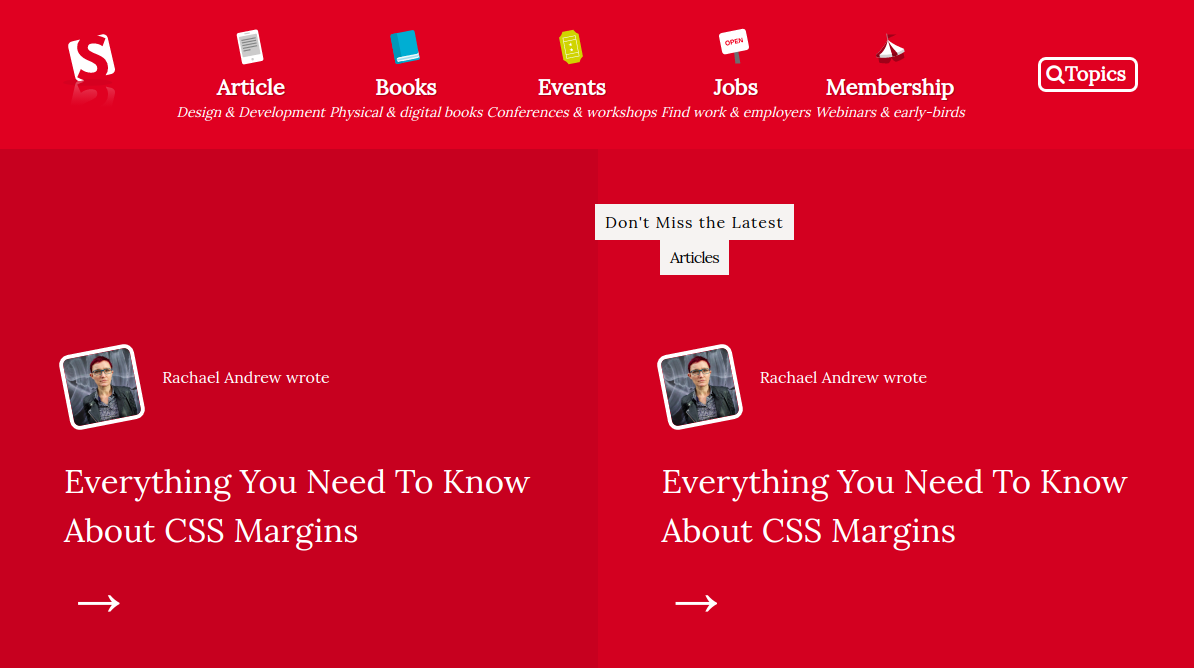 S
OPEN
Article Books Events Jobs Membership
Topics
Design & Development Physical & digital books Conferences & workshops Find work & employers Webinars & early-birds
Don't Miss the Latest
Articles
Rachael Andrew wrote
Everything You Need To Know
About CSS Margins
→
Rachael Andrew wrote
Everything You Need To Know
About CSS Margins
→